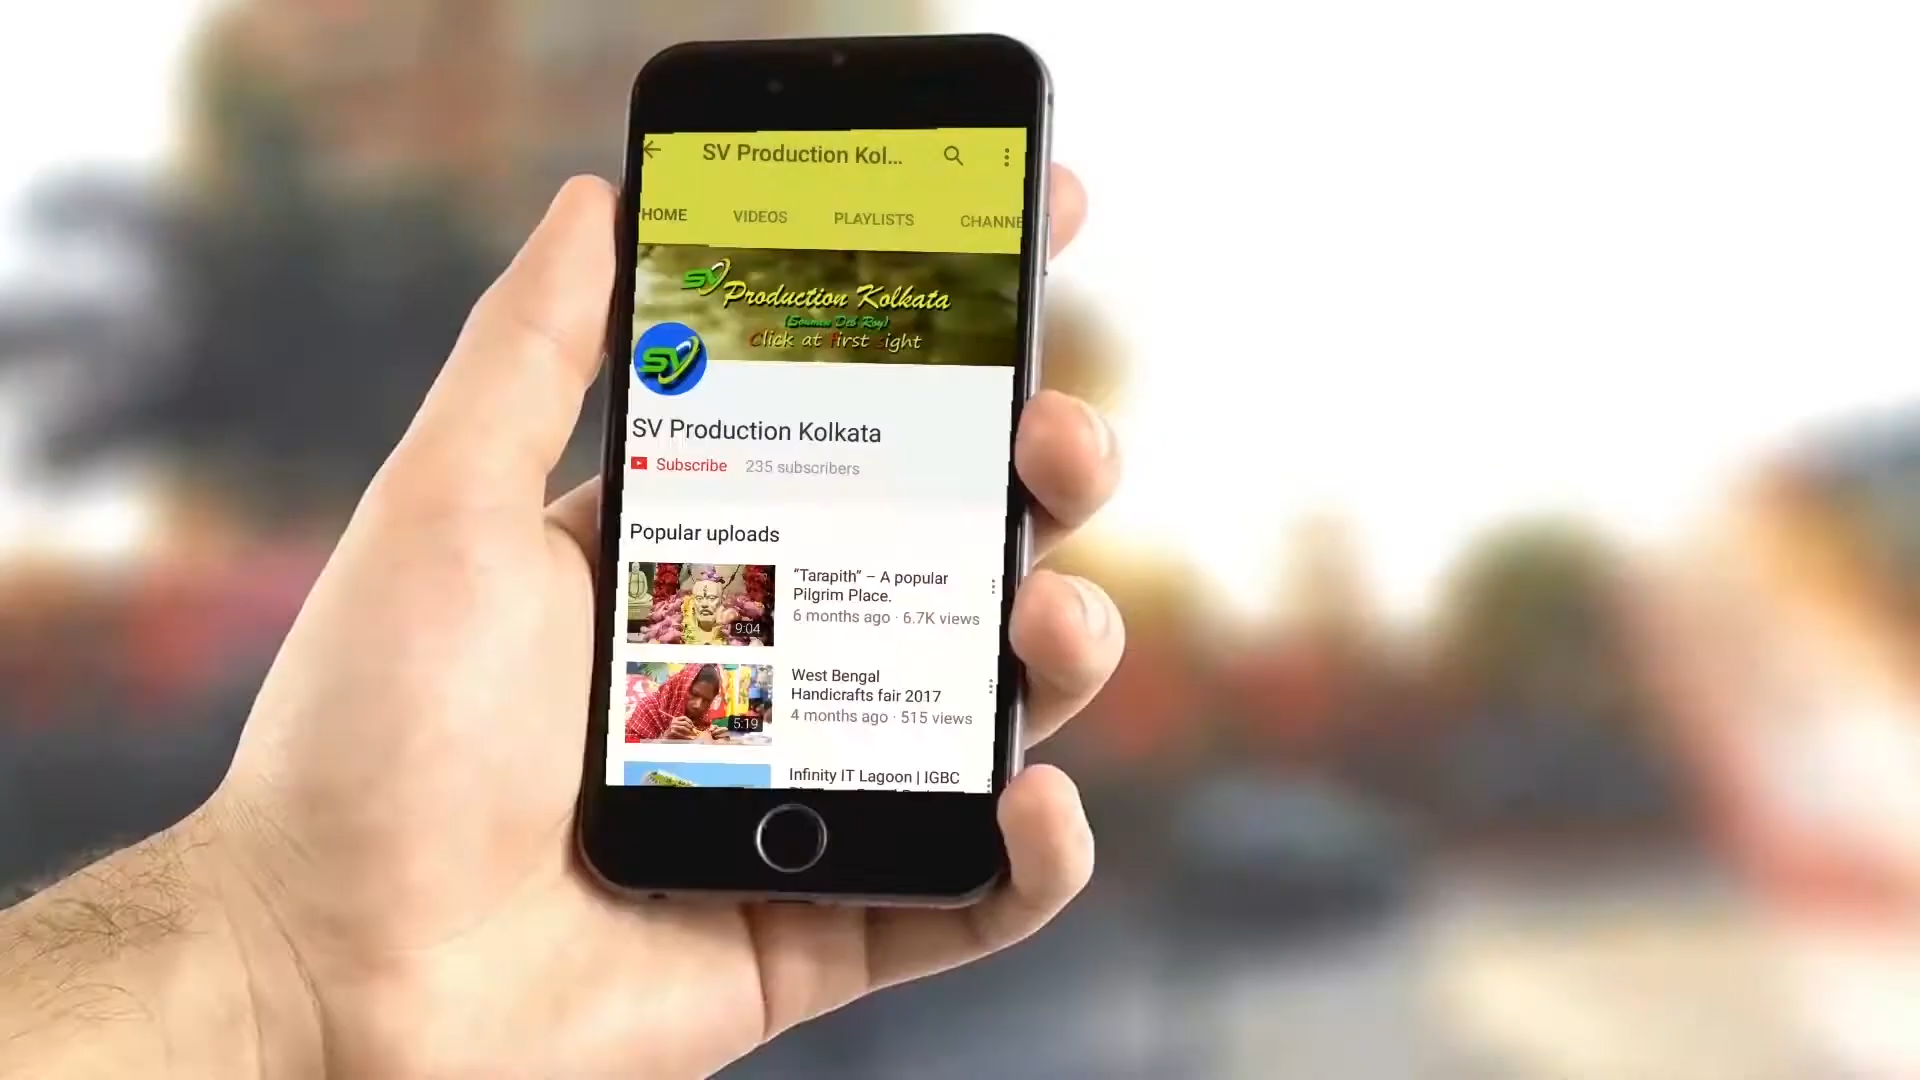 SV Production Kol...
HOME VIDEOS PLAYLISTS CHANNE
SV
Production Kolkata
(Soumen Deb Roy)
Click at First Sight
SV
SV Production Kolkata
Subscribe 235 subscribers
Popular uploads
“Tarapith” – A popular
Pilgrim Place.
6 months ago · 6.7K views
9:04
West Bengal
Handicrafts fair 2017
4 months ago · 515 views
5:19
Infinity IT Lagoon | IGBC